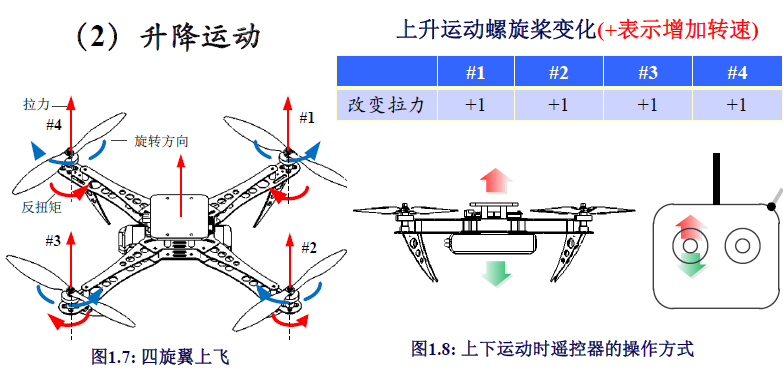 （2）升降运动
上升运动螺旋桨变化(+表示增加转速)
#1 #2 #3 #4
改变拉力 +1 +1 +1 +1
拉力
#4
#1
旋转方向
反扭矩
#3
#2
图1.7: 四旋翼上飞
图1.8: 上下运动时遥控器的操作方式